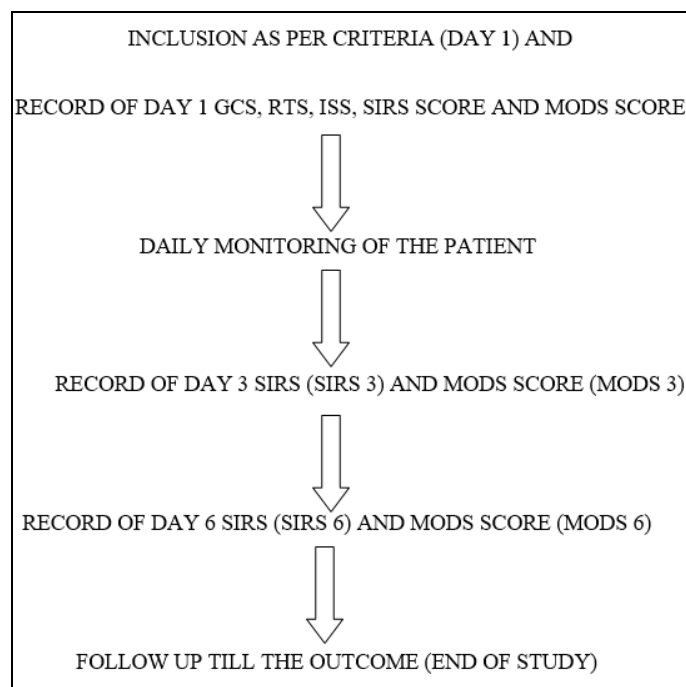 INCLUSION AS PER CRITERIA (DAY 1) AND
RECORD OF DAY 1 GCS, RTS, ISS, SIRS SCORE AND MODS SCORE
DAILY MONITORING OF THE PATIENT
RECORD OF DAY 3 SIRS (SIRS 3) AND MODS SCORE (MODS 3)
RECORD OF DAY 6 SIRS (SIRS 6) AND MODS SCORE (MODS 6)
FOLLOW UP TILL THE OUTCOME (END OF STUDY)